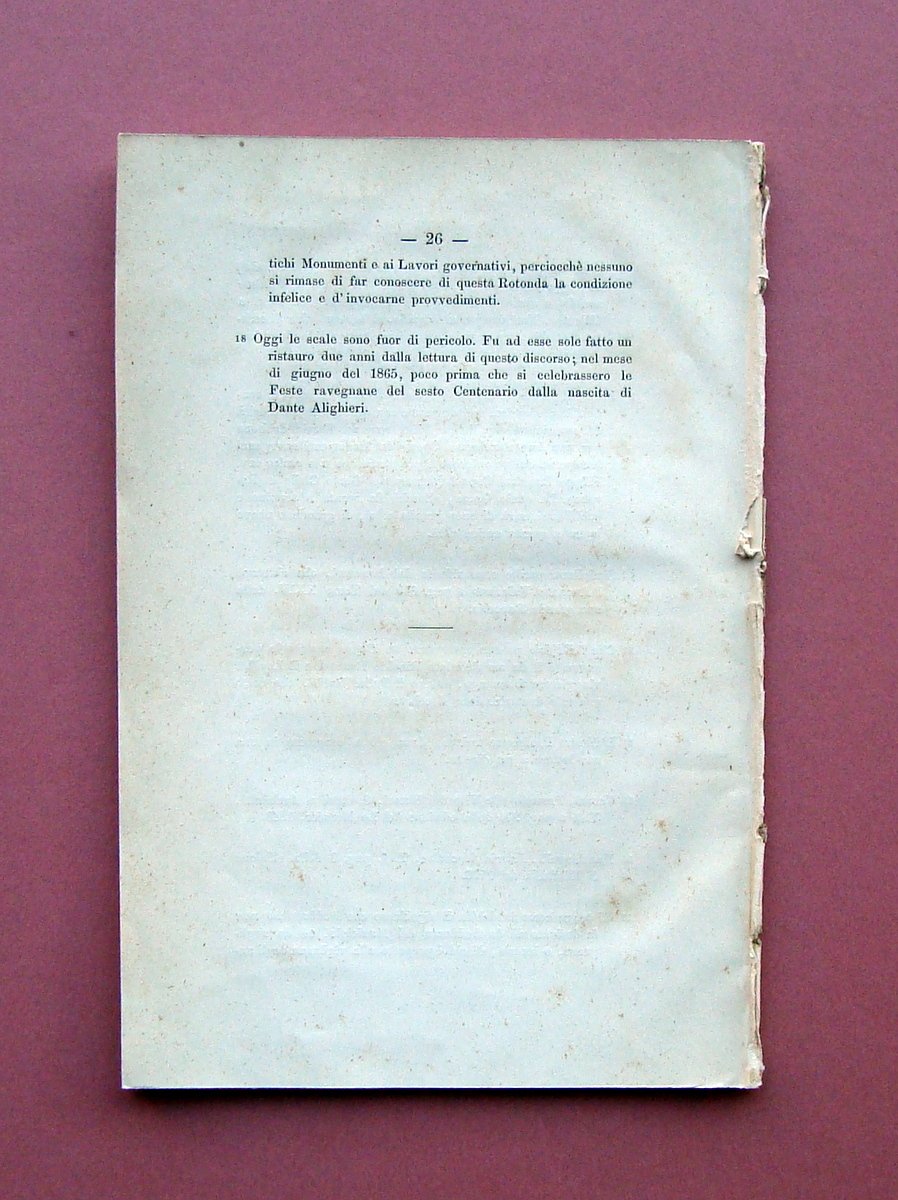 — 26 —
tichi Monumenti e ai Lavori governativi, perciocchè nessuno
si rimase di far conoscere di questa Rotonda la condizione
infelice e d' invocarne provvedimenti.
18 Oggi le scale sono fuor di pericolo. Fu ad esse sole fatto un
ristauro due anni dalla lettura di questo discorso; nel mese
di giugno del 1865, poco prima che si celebrassero le
Feste ravegnane del sesto Centenario dalla nascita di
Dante Alighieri.